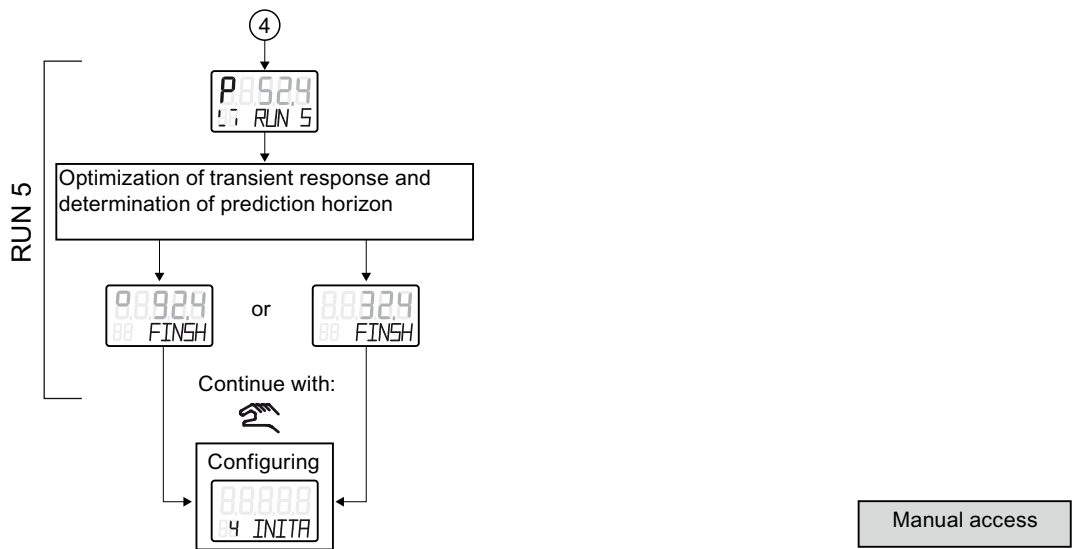 4
P 52.4
RUN 5
RUN 5
Optimization of transient response and
determination of prediction horizon
92.4
FINSH
or
32.4
FINSH
Continue with:
Configuring
4 INITA
Manual access